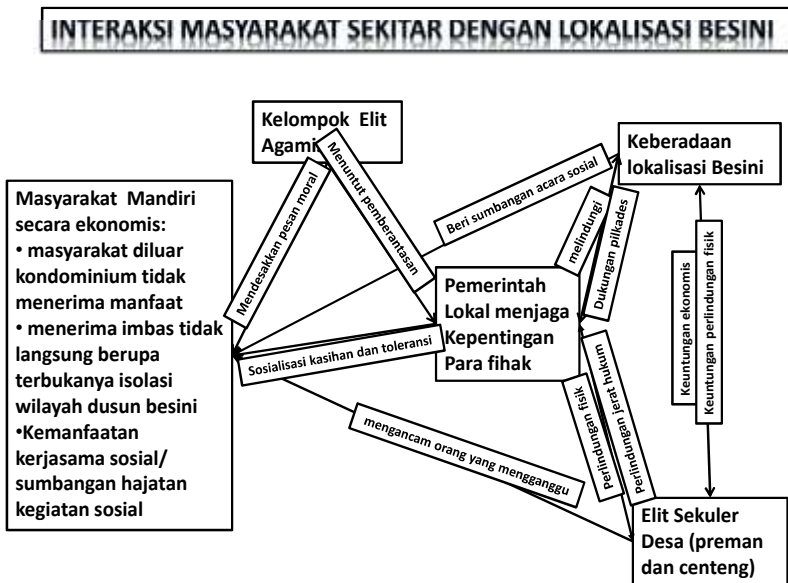 INTERAKSI MASYARAKAT SEKITAR DENGAN LOKALISASI BESINI
Kelompok Elit
Agami
Keberadaan
lokalisasi Besini
Masyarakat Mandiri
secara ekonomis:
• masyarakat diluar
kondominium tidak
menerima manfaat
• menerima imbas tidak
langsung berupa
terbukanya isolasi
wilayah dusun besini
•Kemanfaatan
kerjasama sosial/
sumbangan hajatan
kegiatan sosial
Mendesakkan pesan moral
Menuntut pemberantasan
Beri sumbangan acara sosial
melindungi
Dukungan pilkades
Pemerintah
Lokal menjaga
Kepentingan
Para fihak
Sosialisasi kasihan dan toleransi
mengancam orang yang mengganggu
Perlindungan fisik
Perlindungan jerat hukum
Keuntungan ekonomis
Keuntungan perlindungan fisik
Elit Sekuler
Desa (preman
dan centeng)